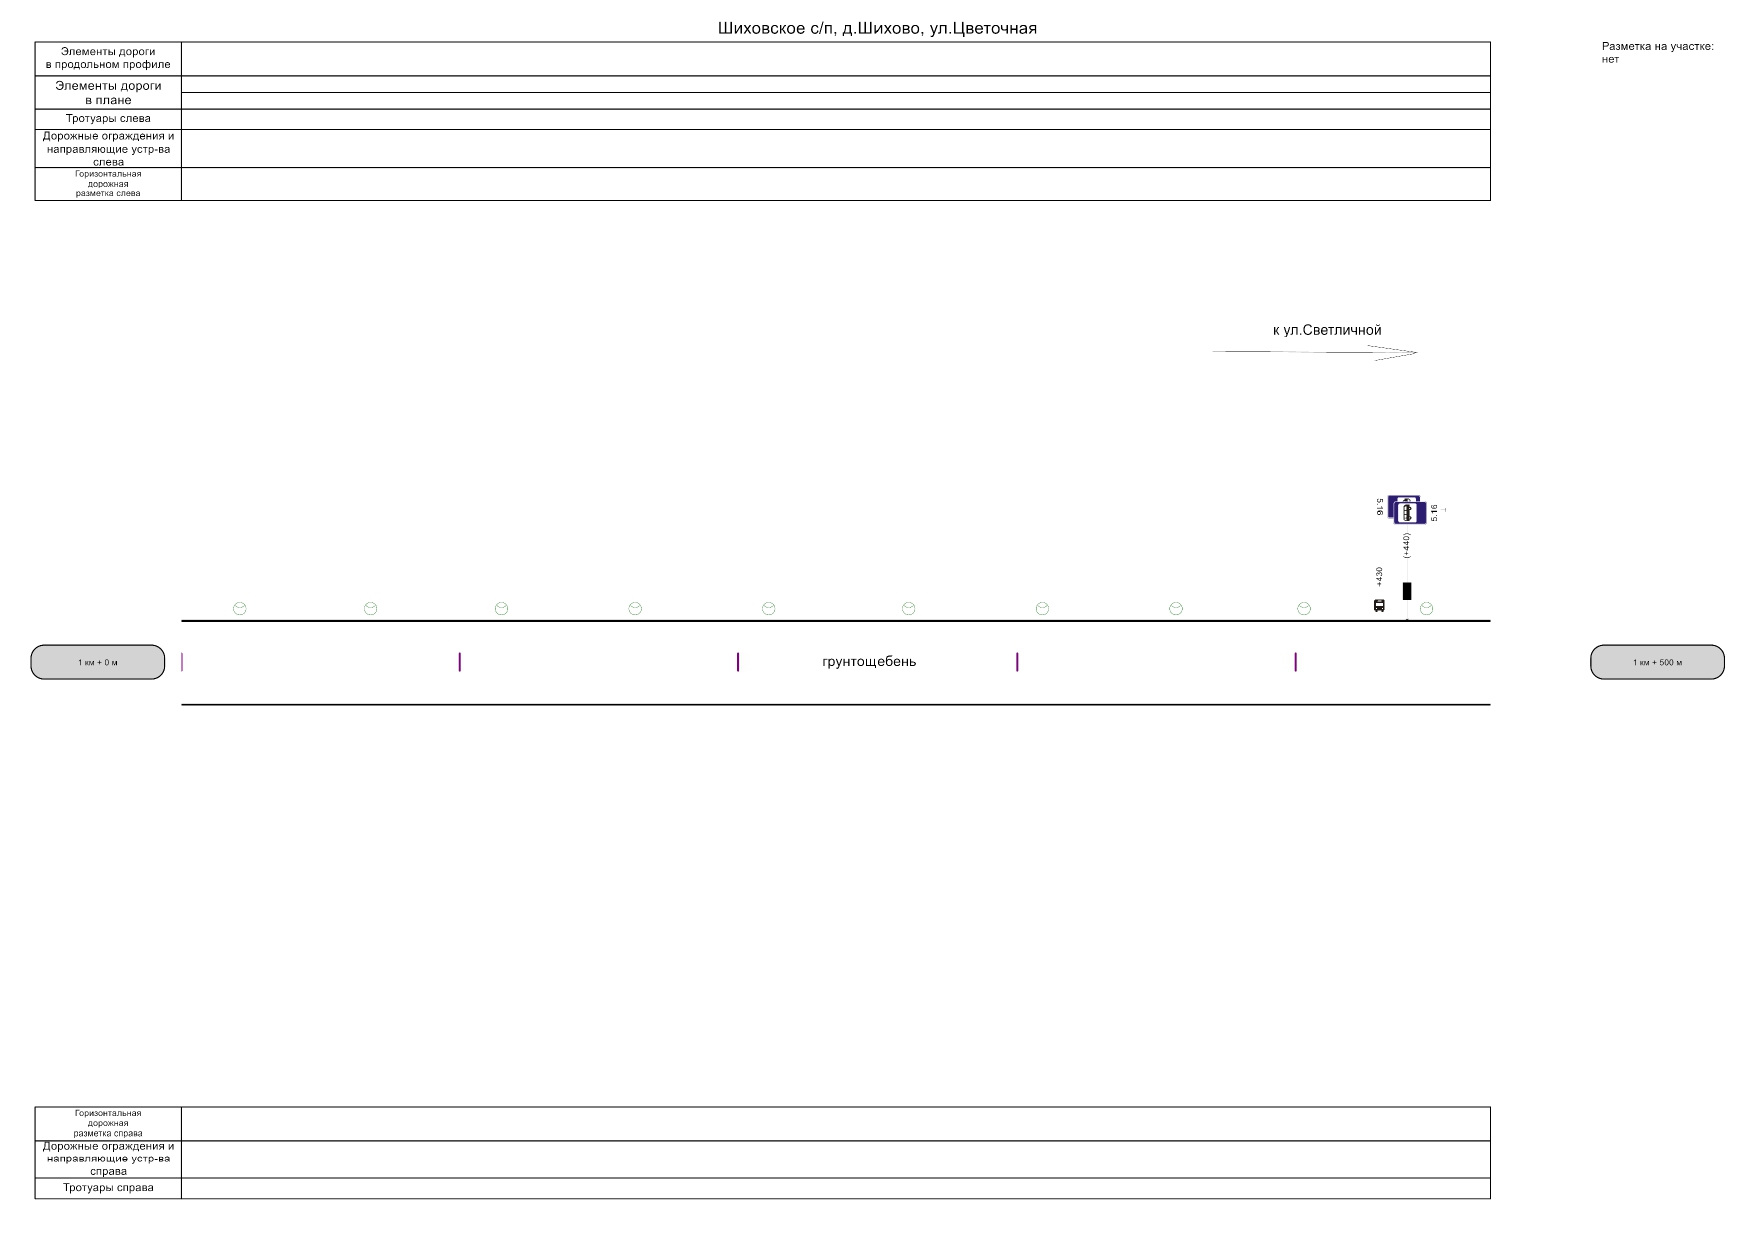 Шиховское с/п, д.Шихово, ул.Цветочная
Элементы дороги
в продольном профиле
Разметка на участке:
нет
Элементы дороги
в плане
Тротуары слева
Дорожные ограждения и
направляющие устр-ва
слева
Горизонтальная
дорожная
разметка слева
к ул.Светличной
5.16
5.16
(+440)
+430
1 км + 0 м
грунтощебень
1 км + 500 м
Горизонтальная
дорожная
разметка справа
Дорожные ограждения и
направляющие устр-ва
справа
Тротуары справа